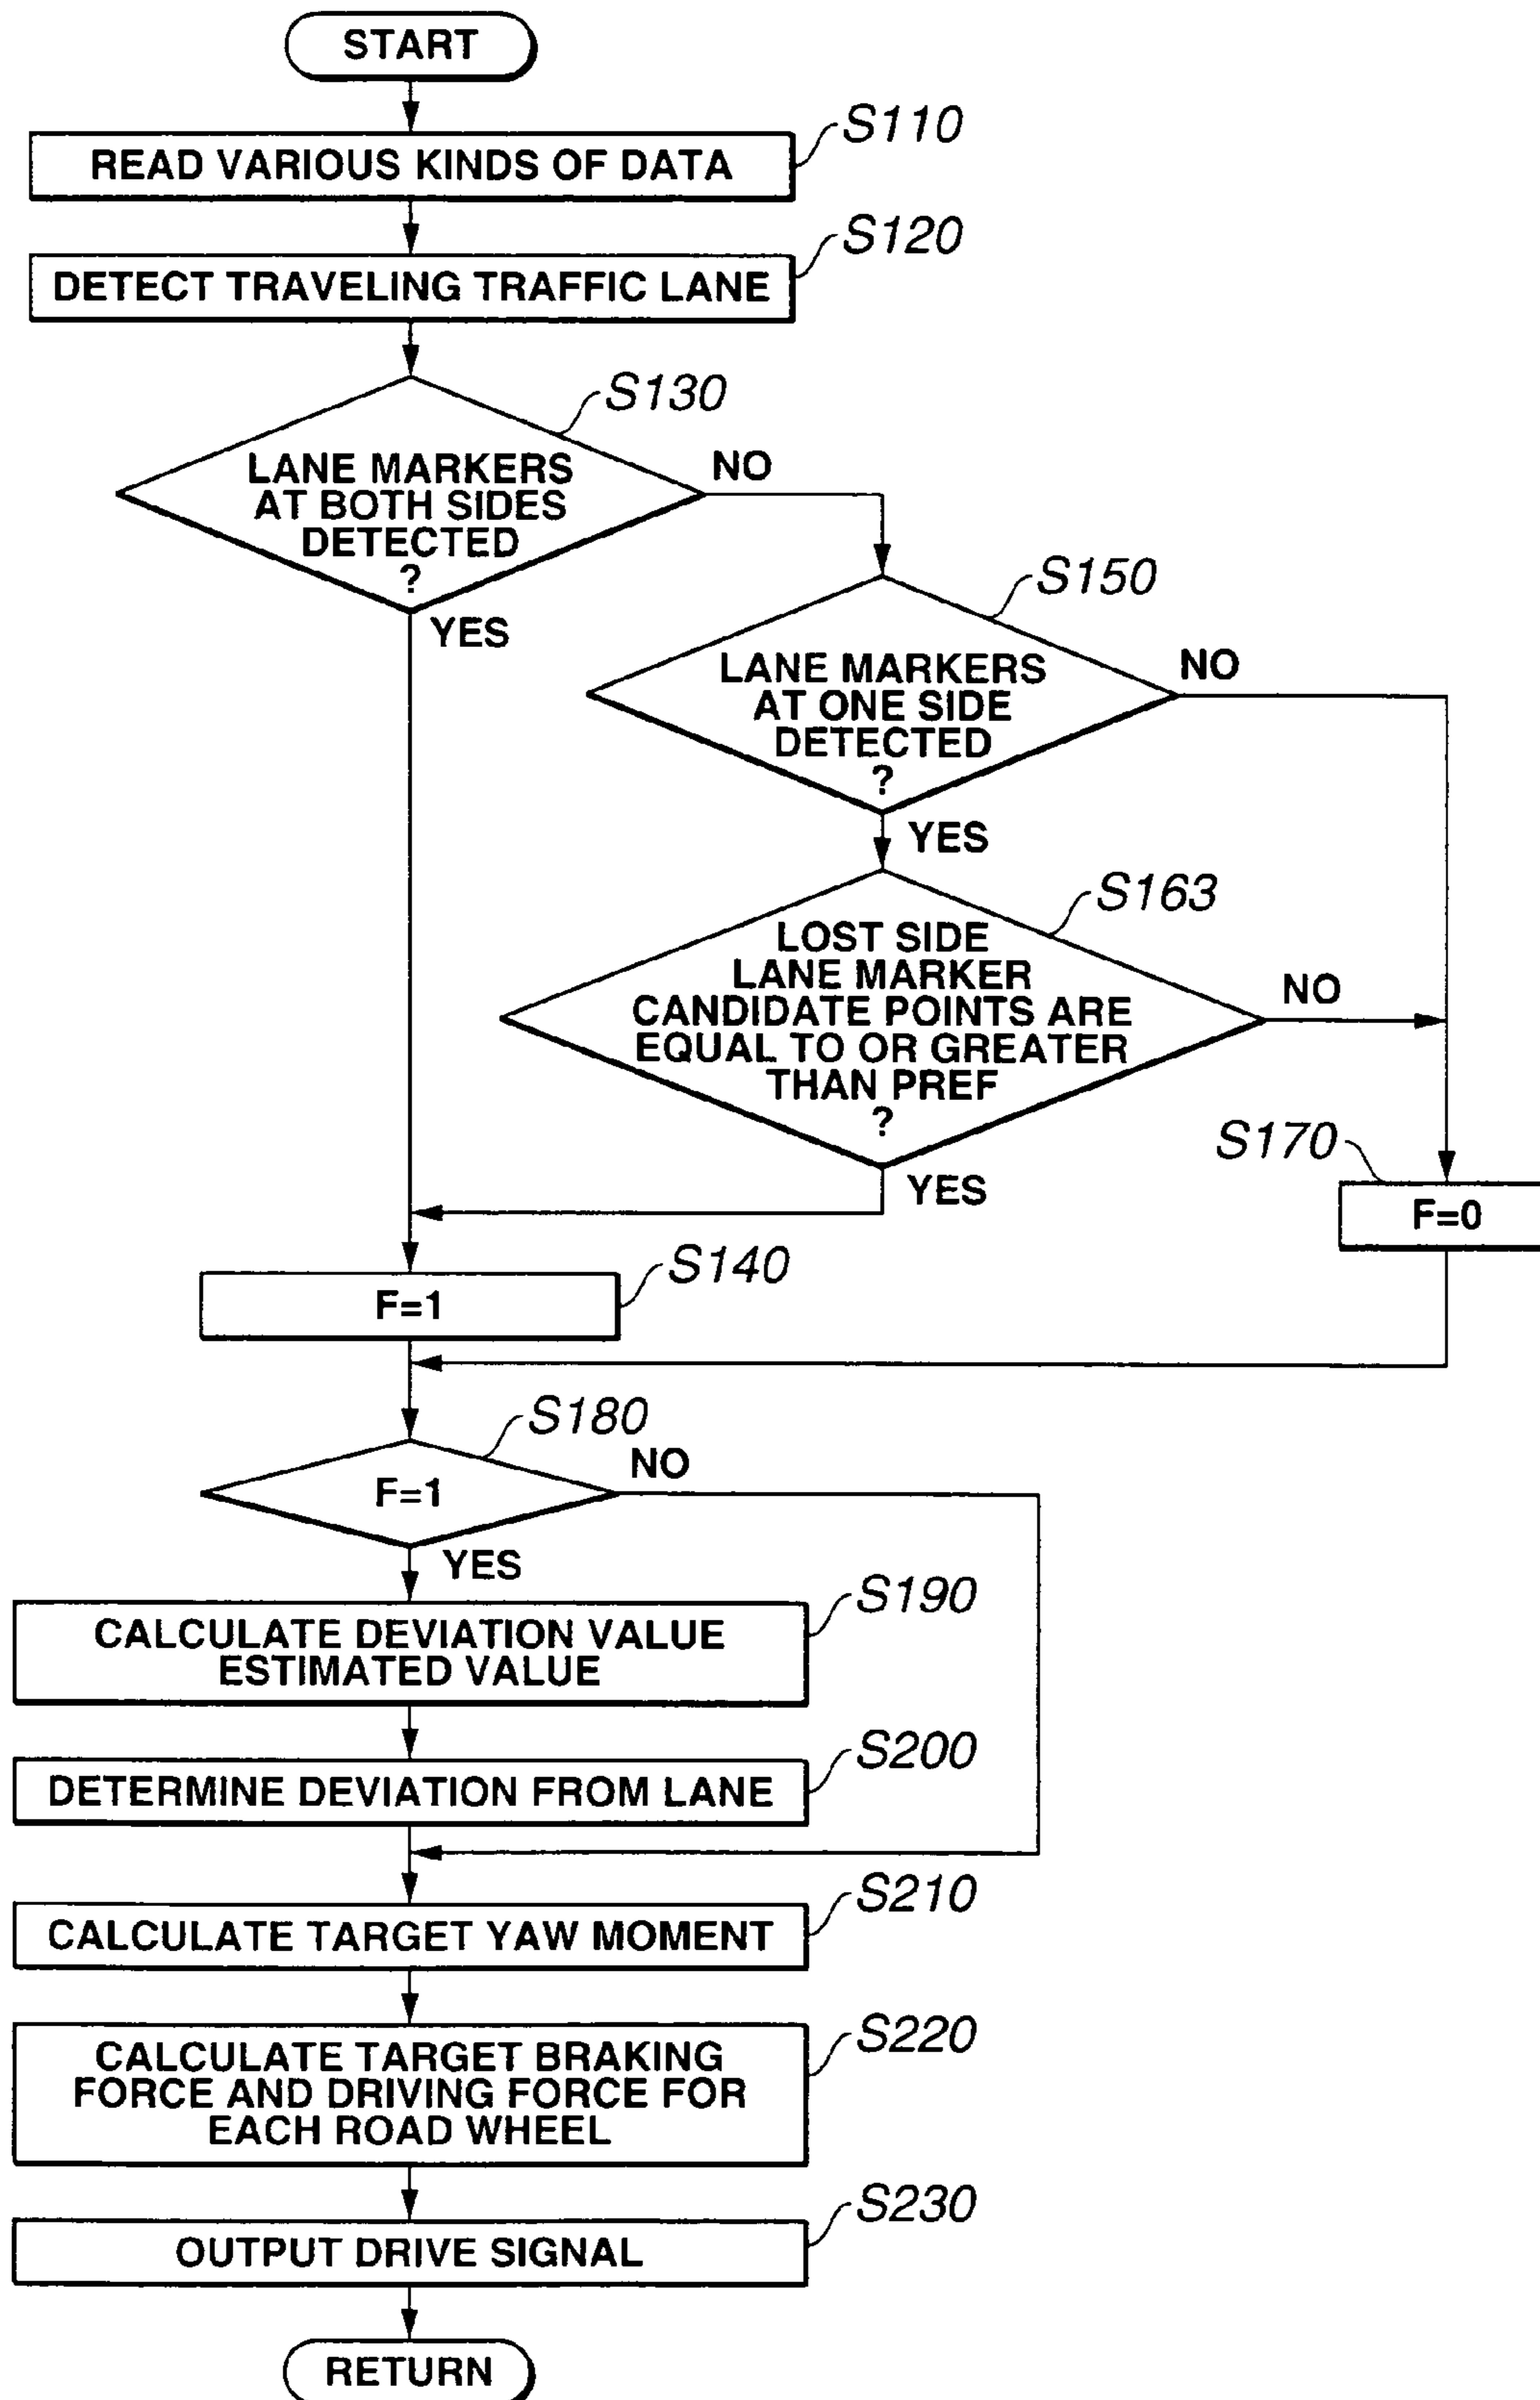 START
S110
READ VARIOUS KINDS OF DATA
S120
DETECT TRAVELING TRAFFIC LANE
S130
LANE MARKERS
AT BOTH SIDES
DETECTED
?
NO
YES
S150
LANE MARKERS
AT ONE SIDE
DETECTED
?
NO
YES
S163
LOST SIDE
LANE MARKER
CANDIDATE POINTS ARE
EQUAL TO OR GREATER
THAN PREF
?
NO
YES
S170
F=0
S140
F=1
S180
F=1
NO
YES
S190
CALCULATE DEVIATION VALUE
ESTIMATED VALUE
S200
DETERMINE DEVIATION FROM LANE
S210
CALCULATE TARGET YAW MOMENT
S220
CALCULATE TARGET BRAKING
FORCE AND DRIVING FORCE FOR
EACH ROAD WHEEL
S230
OUTPUT DRIVE SIGNAL
RETURN